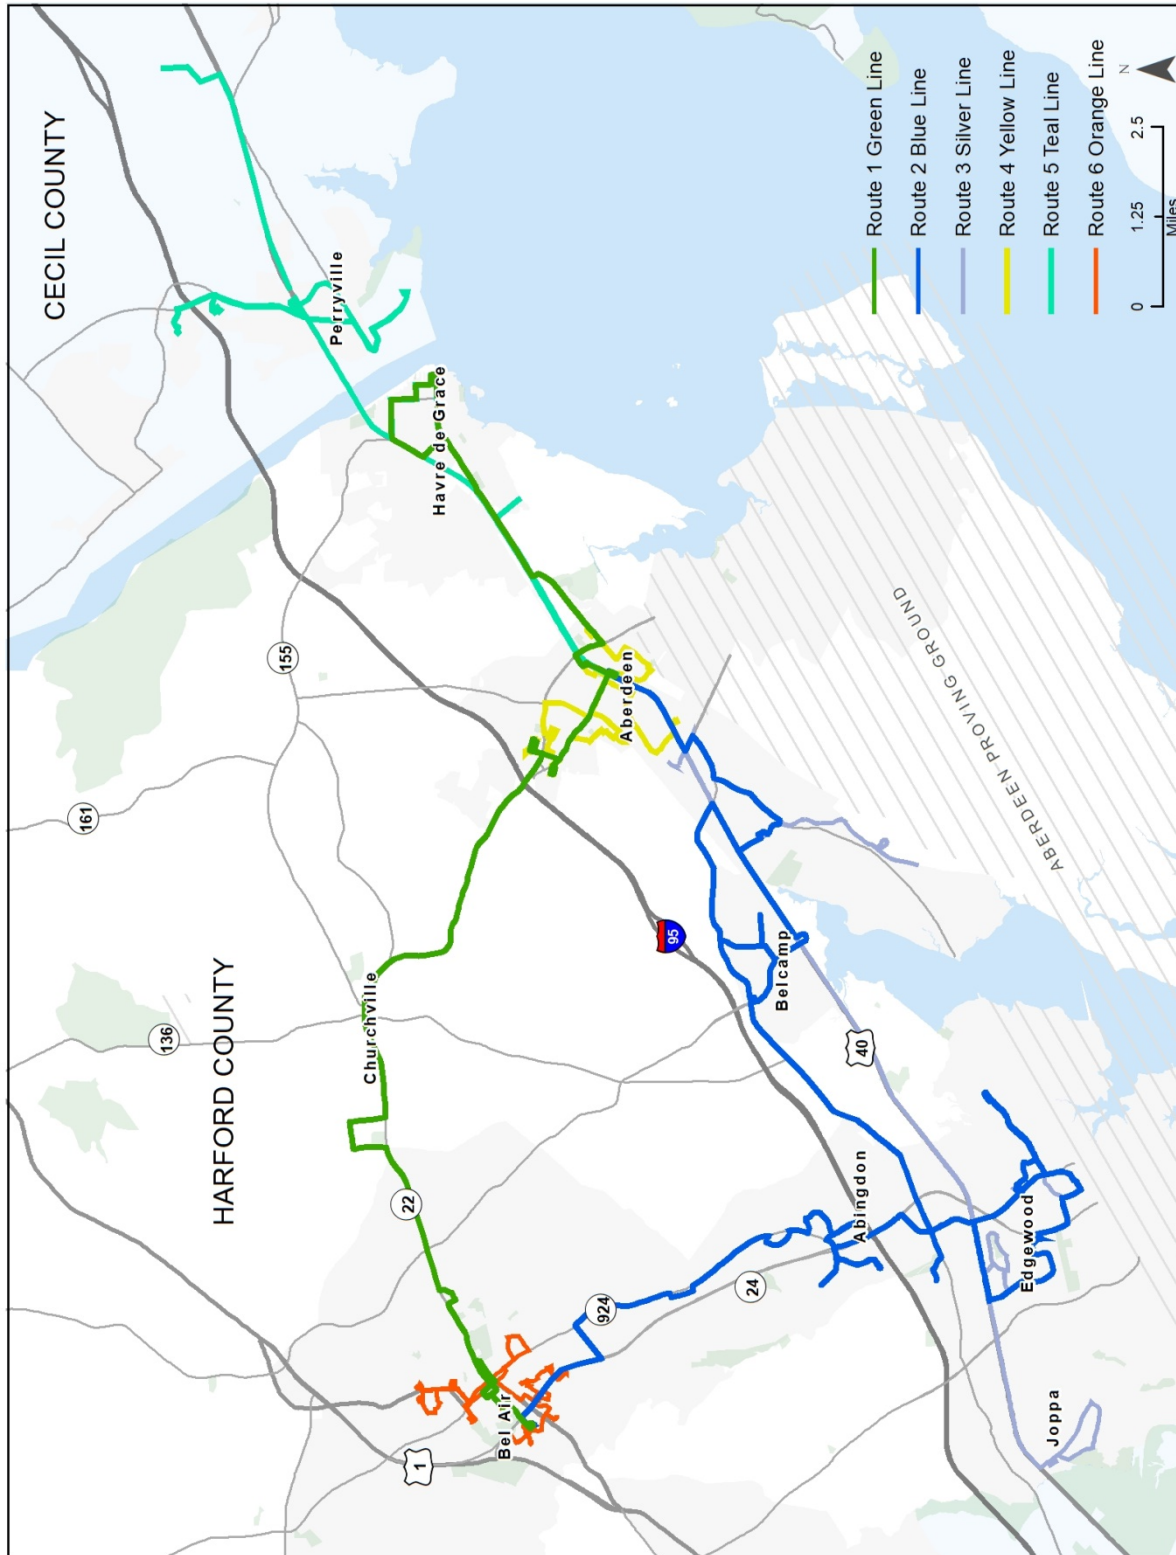 CECIL COUNTY
HARFORD COUNTY
Perryville
Havre de Grace
155
161
Aberdeen
136
Churchville
95
22
Belcamp
40
ABERDEEN PROVING GROUND
Abingdon
924
24
Edgewood
Bel Air
1
Joppa
Route 1 Green Line
Route 2 Blue Line
Route 3 Silver Line
Route 4 Yellow Line
Route 5 Teal Line
Route 6 Orange Line
0 1.25 2.5
Miles
N